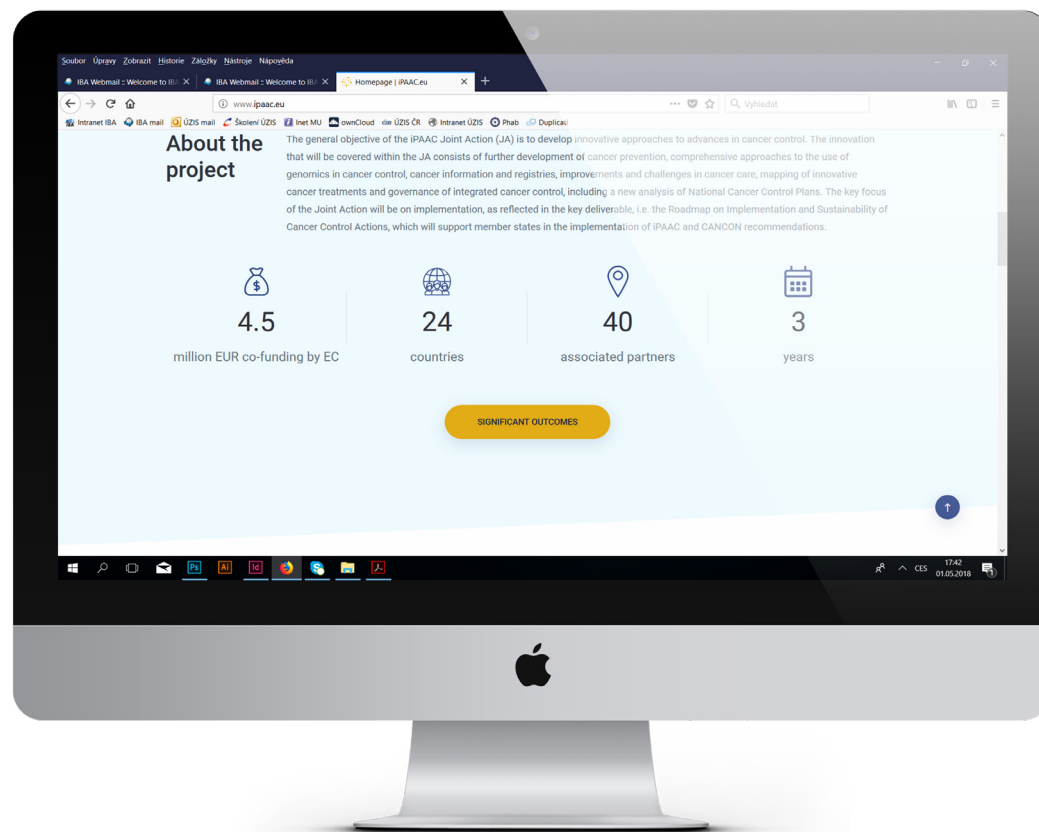 Soubor Úpravy Zobrazit Historie Záložky Nástroje Nápověda
IBA Webmail :: Welcome to IBA
IBA Webmail :: Welcome to IBA
Homepage | iPAAC.eu
www.ipaac.eu
Vyhledat
Intranet IBA IBA mail ÚZIS mail Školení ÚZIS Inet MU ownCloud ÚZIS ČR Intranet ÚZIS Phab Duplicati
About the
project
The general objective of the iPAAC Joint Action (JA) is to develop innovative approaches to advances in cancer control. The innovation
that will be covered within the JA consists of further development of cancer prevention, comprehensive approaches to the use of
genomics in cancer control, cancer information and registries, improvements and challenges in cancer care, mapping of innovative
cancer treatments and governance of integrated cancer control, including a new analysis of National Cancer Control Plans. The key focus
of the Joint Action will be on implementation, as reflected in the key deliverable, i.e. the Roadmap on Implementation and Sustainability of
Cancer Control Actions, which will support member states in the implementation of iPAAC and CANCON recommendations.
4.5
million EUR co-funding by EC
24
countries
40
associated partners
3
years
SIGNIFICANT OUTCOMES
Ps Ai Id
CES
17:42
01.05.2018
1